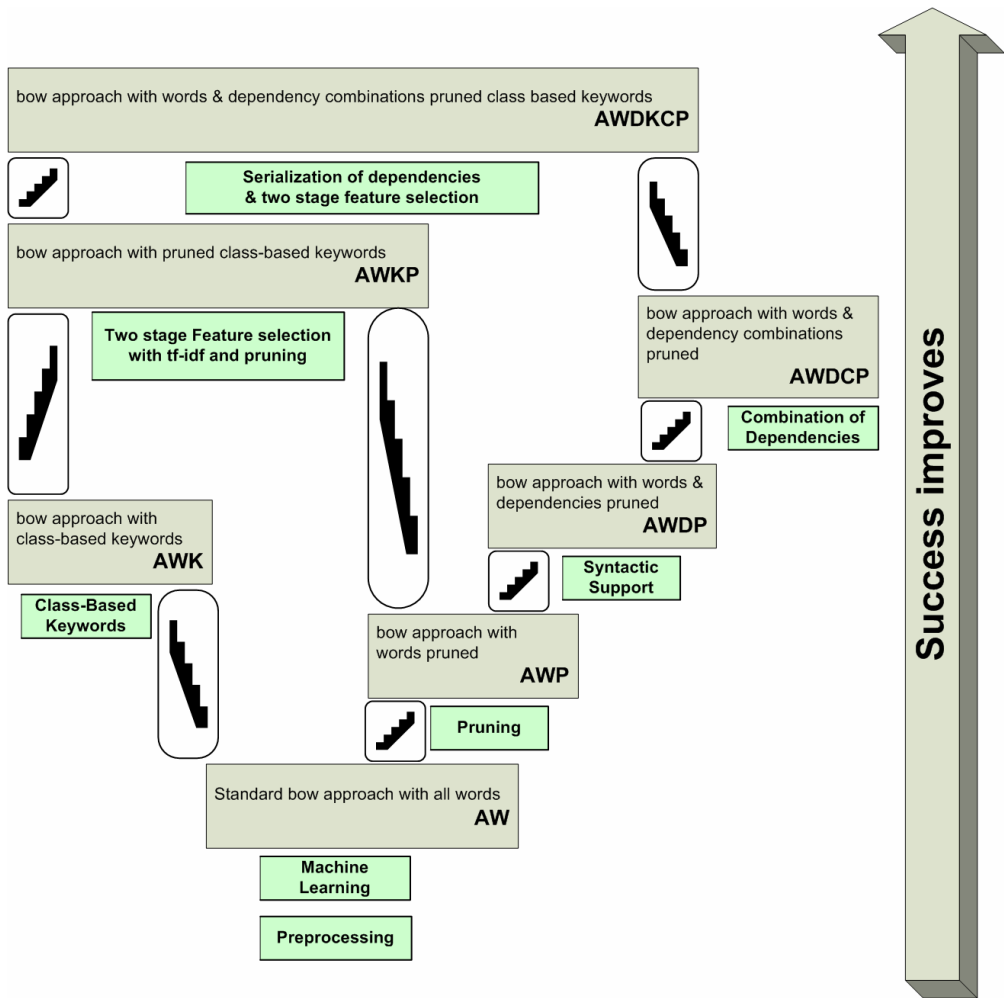 bow approach with words & dependency combinations pruned class based keywords
AWDKCP
Serialization of dependencies
& two stage feature selection
bow approach with pruned class-based keywords
AWKP
Two stage Feature selection
with tf-idf and pruning
bow approach with words &
dependency combinations
pruned
AWDCP
Combination of
Dependencies
bow approach with words &
dependencies pruned
AWDP
bow approach with
class-based keywords
AWK
Syntactic
Support
Class-Based
Keywords
bow approach with
words pruned
AWP
Pruning
Standard bow approach with all words
AW
Machine
Learning
Preprocessing
Success improves